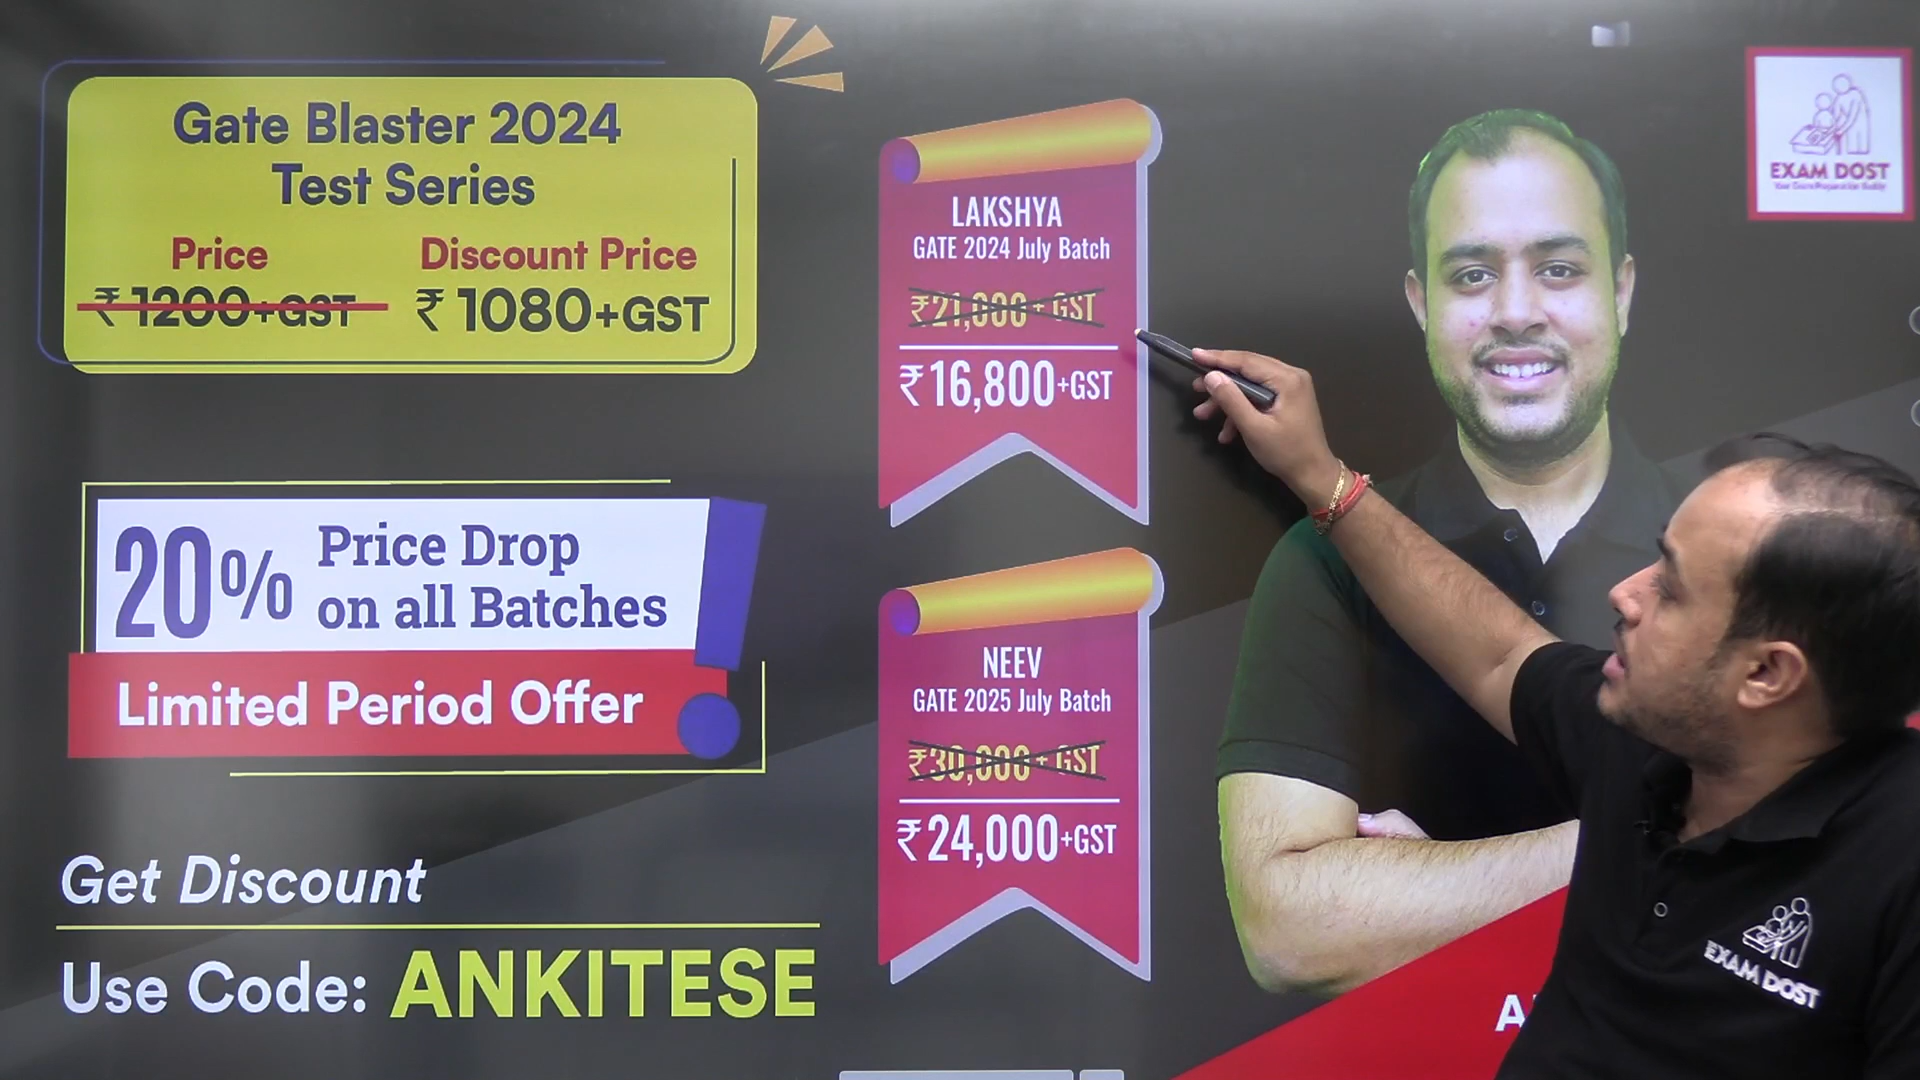 Gate Blaster 2024
Test Series
Price
Discount Price
₹ 1200+GST
₹ 1080+GST
20% Price Drop
on all Batches
Limited Period Offer
Get Discount
Use Code: ANKITESE
LAKSHYA
GATE 2024 July Batch
₹21,000+ GST
₹16,800+GST
NEEV
GATE 2025 July Batch
₹30,000+ GST
₹24,000+GST
EXAM DOST
EXAM DOST